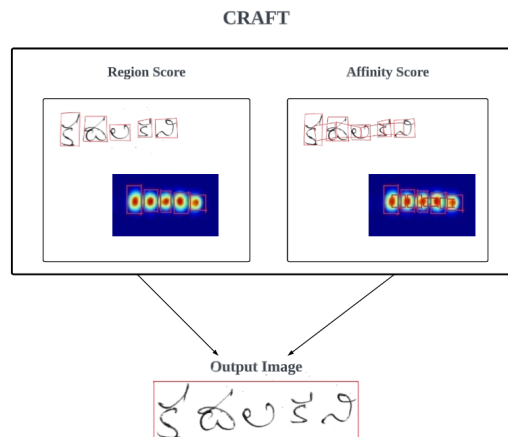 CRAFT
Region Score
Affinity Score
క ద ల క ని
క ద ల క ని
Output Image
క ద ల క ని